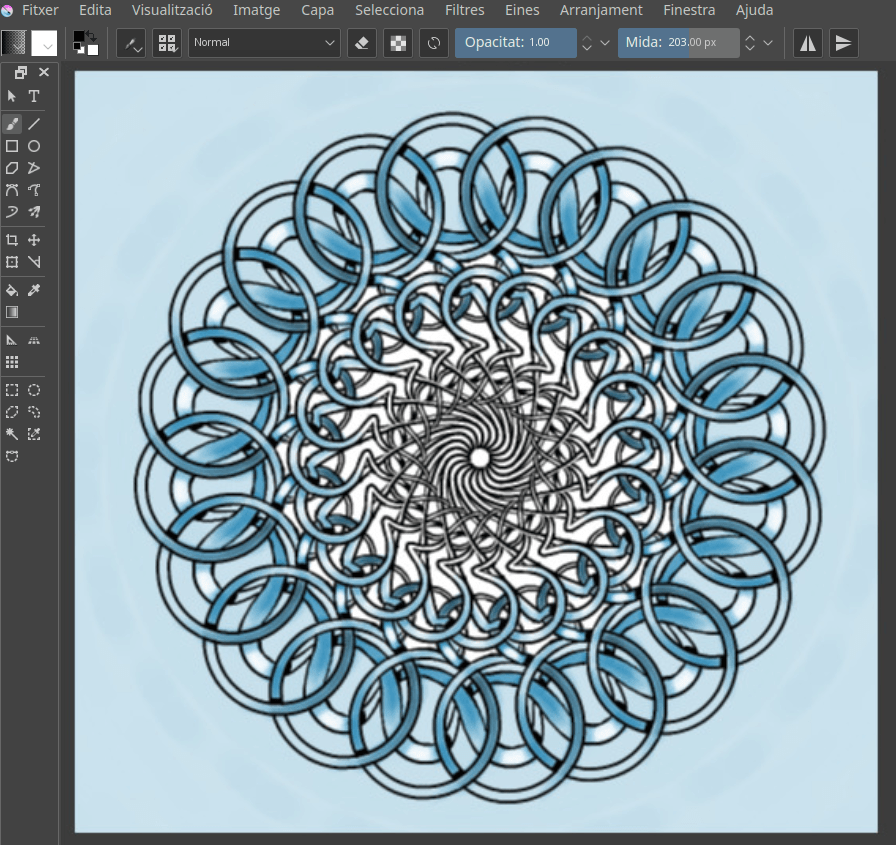 Fitxer Edita Visualització Imatge Capa Selecciona Filtres Eines Arranjament Finestra Ajuda
Normal Opacitat: 1.00 Mida: 203.00 px
T